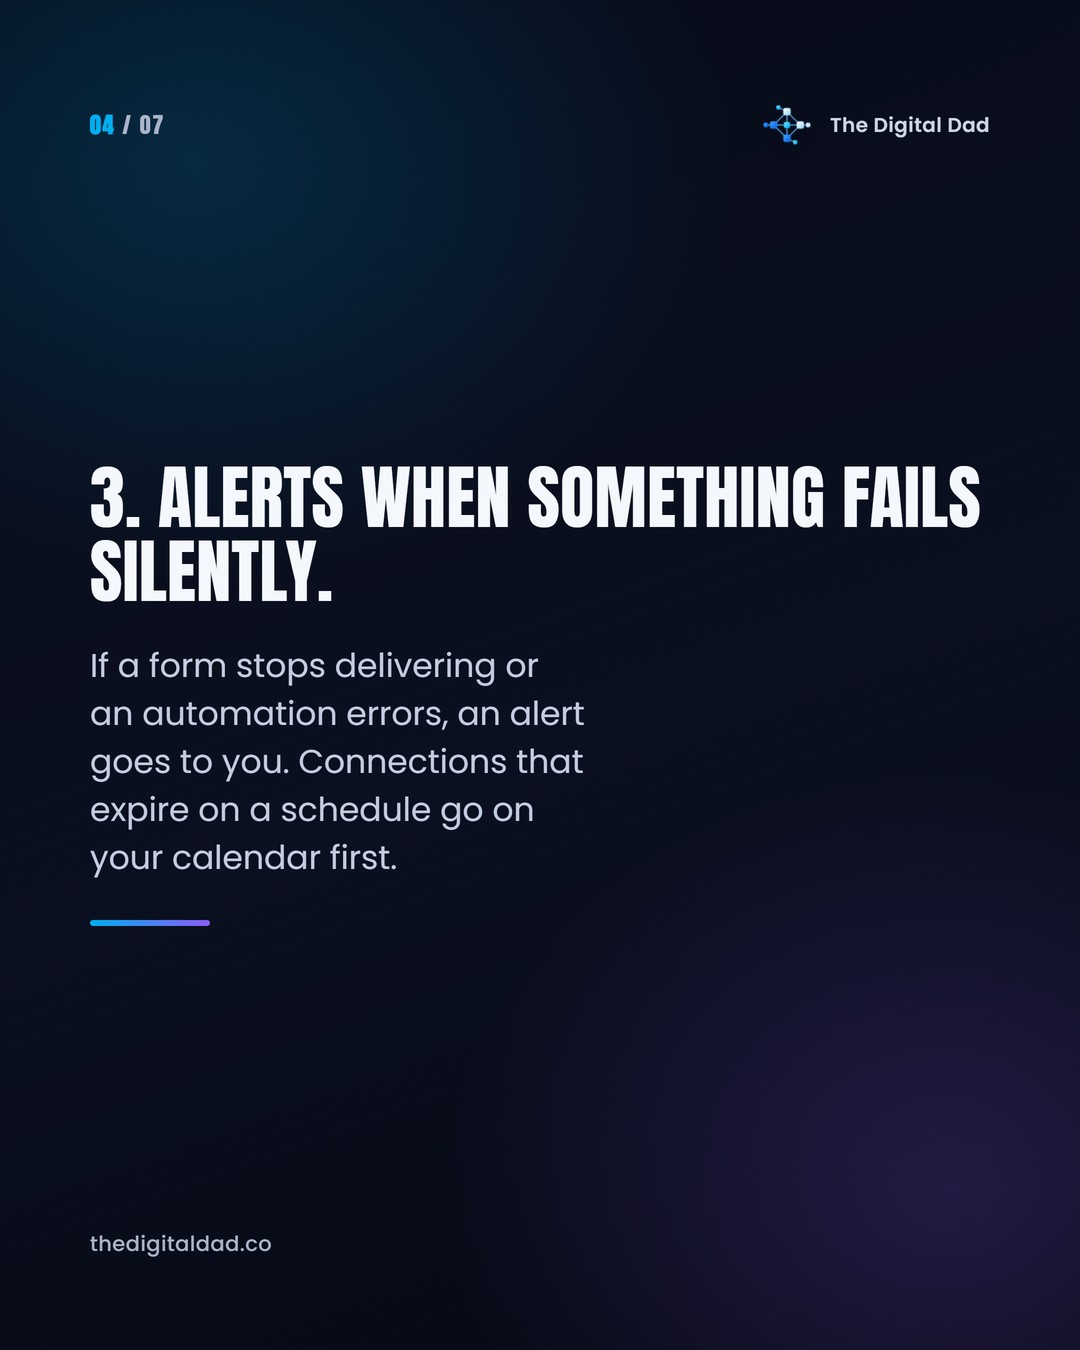 04 / 07
The Digital Dad
3. ALERTS WHEN SOMETHING FAILS
SILENTLY.
If a form stops delivering or
an automation errors, an alert
goes to you. Connections that
expire on a schedule go on
your calendar first.
thedigitaldad.co